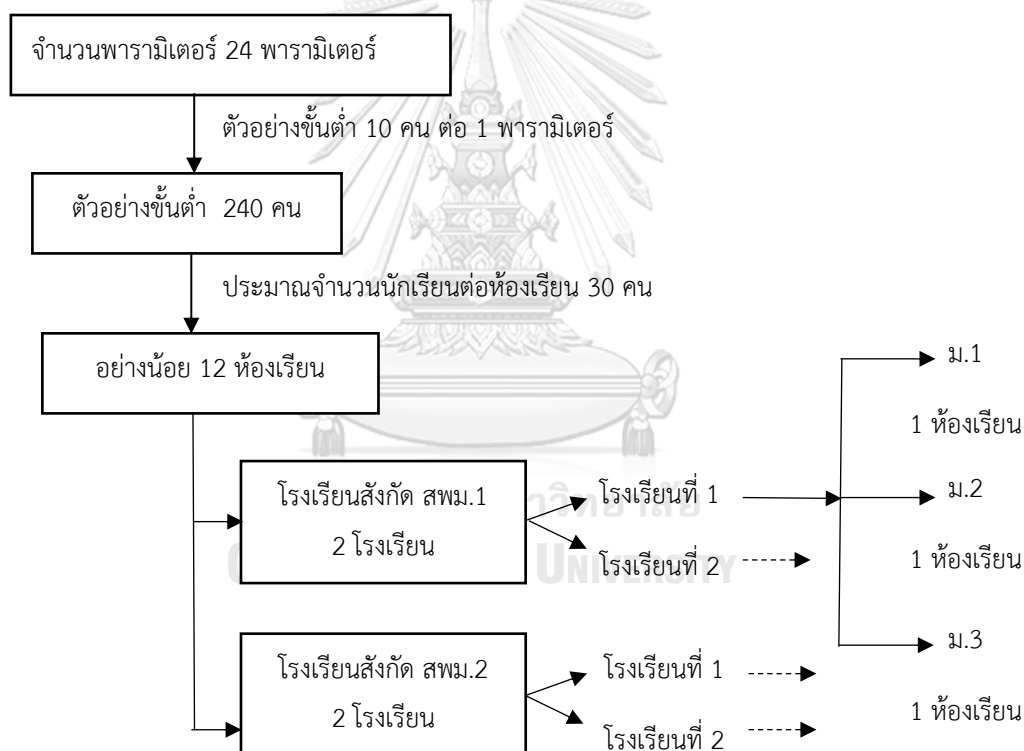 จำนวนพารามิเตอร์ 24 พารามิเตอร์
ตัวอย่างขั้นต่ำ 10 คน ต่อ 1 พารามิเตอร์
ตัวอย่างขั้นต่ำ 240 คน
ประมาณจำนวนนักเรียนต่อห้องเรียน 30 คน
อย่างน้อย 12 ห้องเรียน
โรงเรียนสังกัด สพม.1
2 โรงเรียน
โรงเรียนที่ 1
โรงเรียนที่ 2
ม.1
1 ห้องเรียน
ม.2
1 ห้องเรียน
ม.3
1 ห้องเรียน
โรงเรียนสังกัด สพม.2
2 โรงเรียน
โรงเรียนที่ 1
โรงเรียนที่ 2
UNIVERSITY